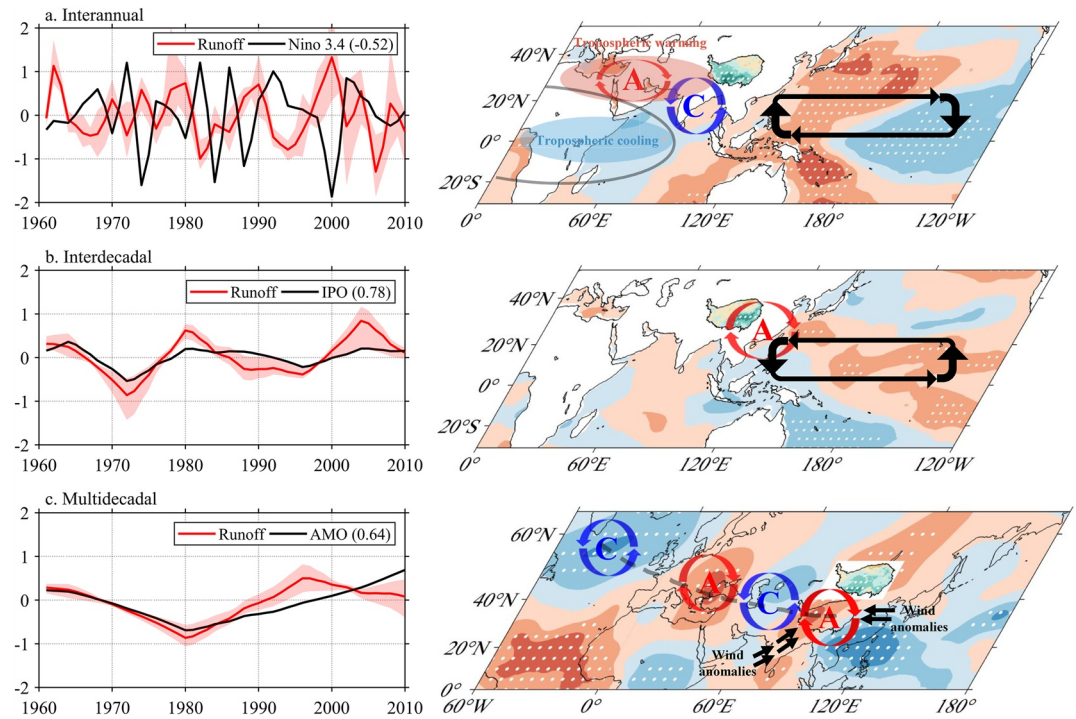 a. Interannual
2
1
0
-1
-2
Runoff
Nino 3.4 (-0.52)
1960
1970
1980
1990
2000
2010
Tropospheric warming
A
C
Tropospheric cooling
40°N
20°N
0°
20°S
0°
60°E
120°E
180°
120°W
b. Interdecadal
2
1
0
-1
-2
Runoff
IPO (0.78)
1960
1970
1980
1990
2000
2010
A
40°N
20°N
0°
20°S
0°
60°E
120°E
180°
120°W
c. Multidecadal
2
1
0
-1
-2
Runoff
AMO (0.64)
1960
1970
1980
1990
2000
2010
C
A
C
A
Wind
anomalies
Wind
anomalies
60°N
40°N
20°N
0°
60°W
0°
60°E
120°E
180°